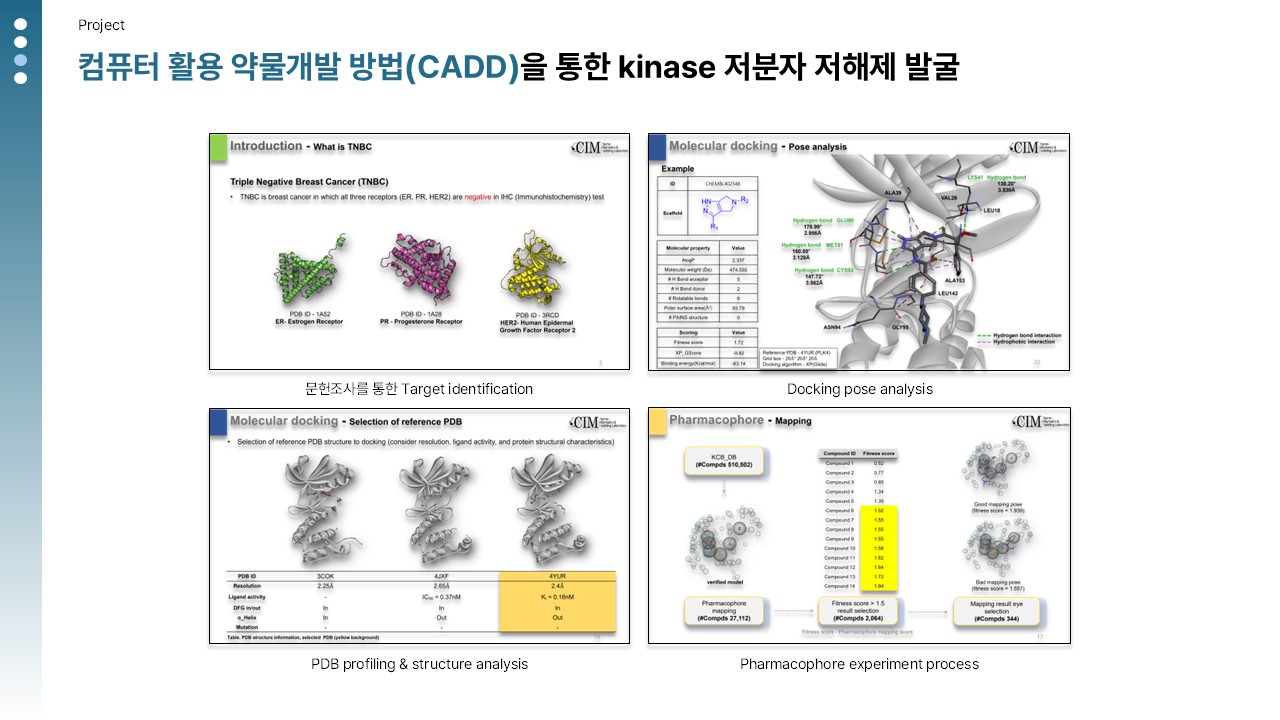 Project
컴퓨터 활용 약물개발 방법(CADD)을 통한 kinase 저분자 저해제 발굴
Introduction - What is TNBC
CIM
Triple Negative Breast Cancer (TNBC)
• TNBC is breast cancer in which all three receptors (ER, PR, HER2) are negative in IHC (Immunohistochemistry) test
PDB ID - 1A52
ER- Estrogen Receptor
PDB ID - 1A28
PR - Progesterone Receptor
PDB ID - 3RCD
HER2- Human Epidermal
Growth Factor Receptor 2
문헌조사를 통한 Target identification
Molecular docking - Pose analysis
CIM
Example
ID
Scaffold
HN
N
N-R₂
R₁
Molecular property Value
AlogP 2.337
Molecular weight (Da) 474.555
# H Bond acceptor 5
# H Bond donor 2
# Rotatable bonds 6
Polar surface area(Å²) 93.79
# PAINS structure 0
Scoring Value
Fitness score 1.72
XP_GScore -9.82
Binding energy(Kcal/mol) -63.14
Reference PDB - 4YUR (PLK4)
Grid box - 20Å* 20Å* 20Å
Docking algorithm - XP(Glide)
LYS41 Hydrogen bond
130.20°
3.939Å
ALA39
VAL26
LEU18
Hydrogen bond GLU90
178.99°
2.956Å
Hydrogen bond MET91
160.08°
3.129Å
Hydrogen bond CYS92
147.72°
3.562Å
ALA153
LEU143
ASN94
GLY95
Hydrogen bond interaction
Hydrophobic interaction
22
Docking pose analysis
Molecular docking - Selection of reference PDB
CIM
• Selection of reference PDB structure to docking (consider resolution, ligand activity, and protein structural characteristics)
PDB ID 3COK 4JXF 4YUR
Resolution 2.25Å 2.65Å 2.4Å
Ligand activity - IC₅₀ = 0.37nM Kᵢ = 0.16nM
DFG in/out In In In
α_Helix In Out Out
Mutation - - -
Table. PDB structure information, selected PDB (yellow background)
PDB profiling & structure analysis
Pharmacophore - Mapping
CIM
KCB_DB
(#Compds 510,502)
verified model
Compound ID Fitness score
Compound 1 0.52
Compound 2 0.77
Compound 3 0.85
Compound 4 1.34
Compound 5 1.39
Compound 6 1.52
Compound 7 1.55
Compound 8 1.55
Compound 9 1.55
Compound 10 1.58
Compound 11 1.62
Compound 12 1.64
Compound 13 1.72
Compound 14 1.94
Good mapping pose
(fitness score = 1.939)
Bad mapping pose
(fitness score = 1.557)
Pharmacophore
mapping
(#Compds 27,112)
Fitness score > 1.5
result selection
(#Compds 2,064)
Mapping result eye
selection
(#Compds 344)
Fitness score : Pharmacophore mapping score
Pharmacophore experiment process